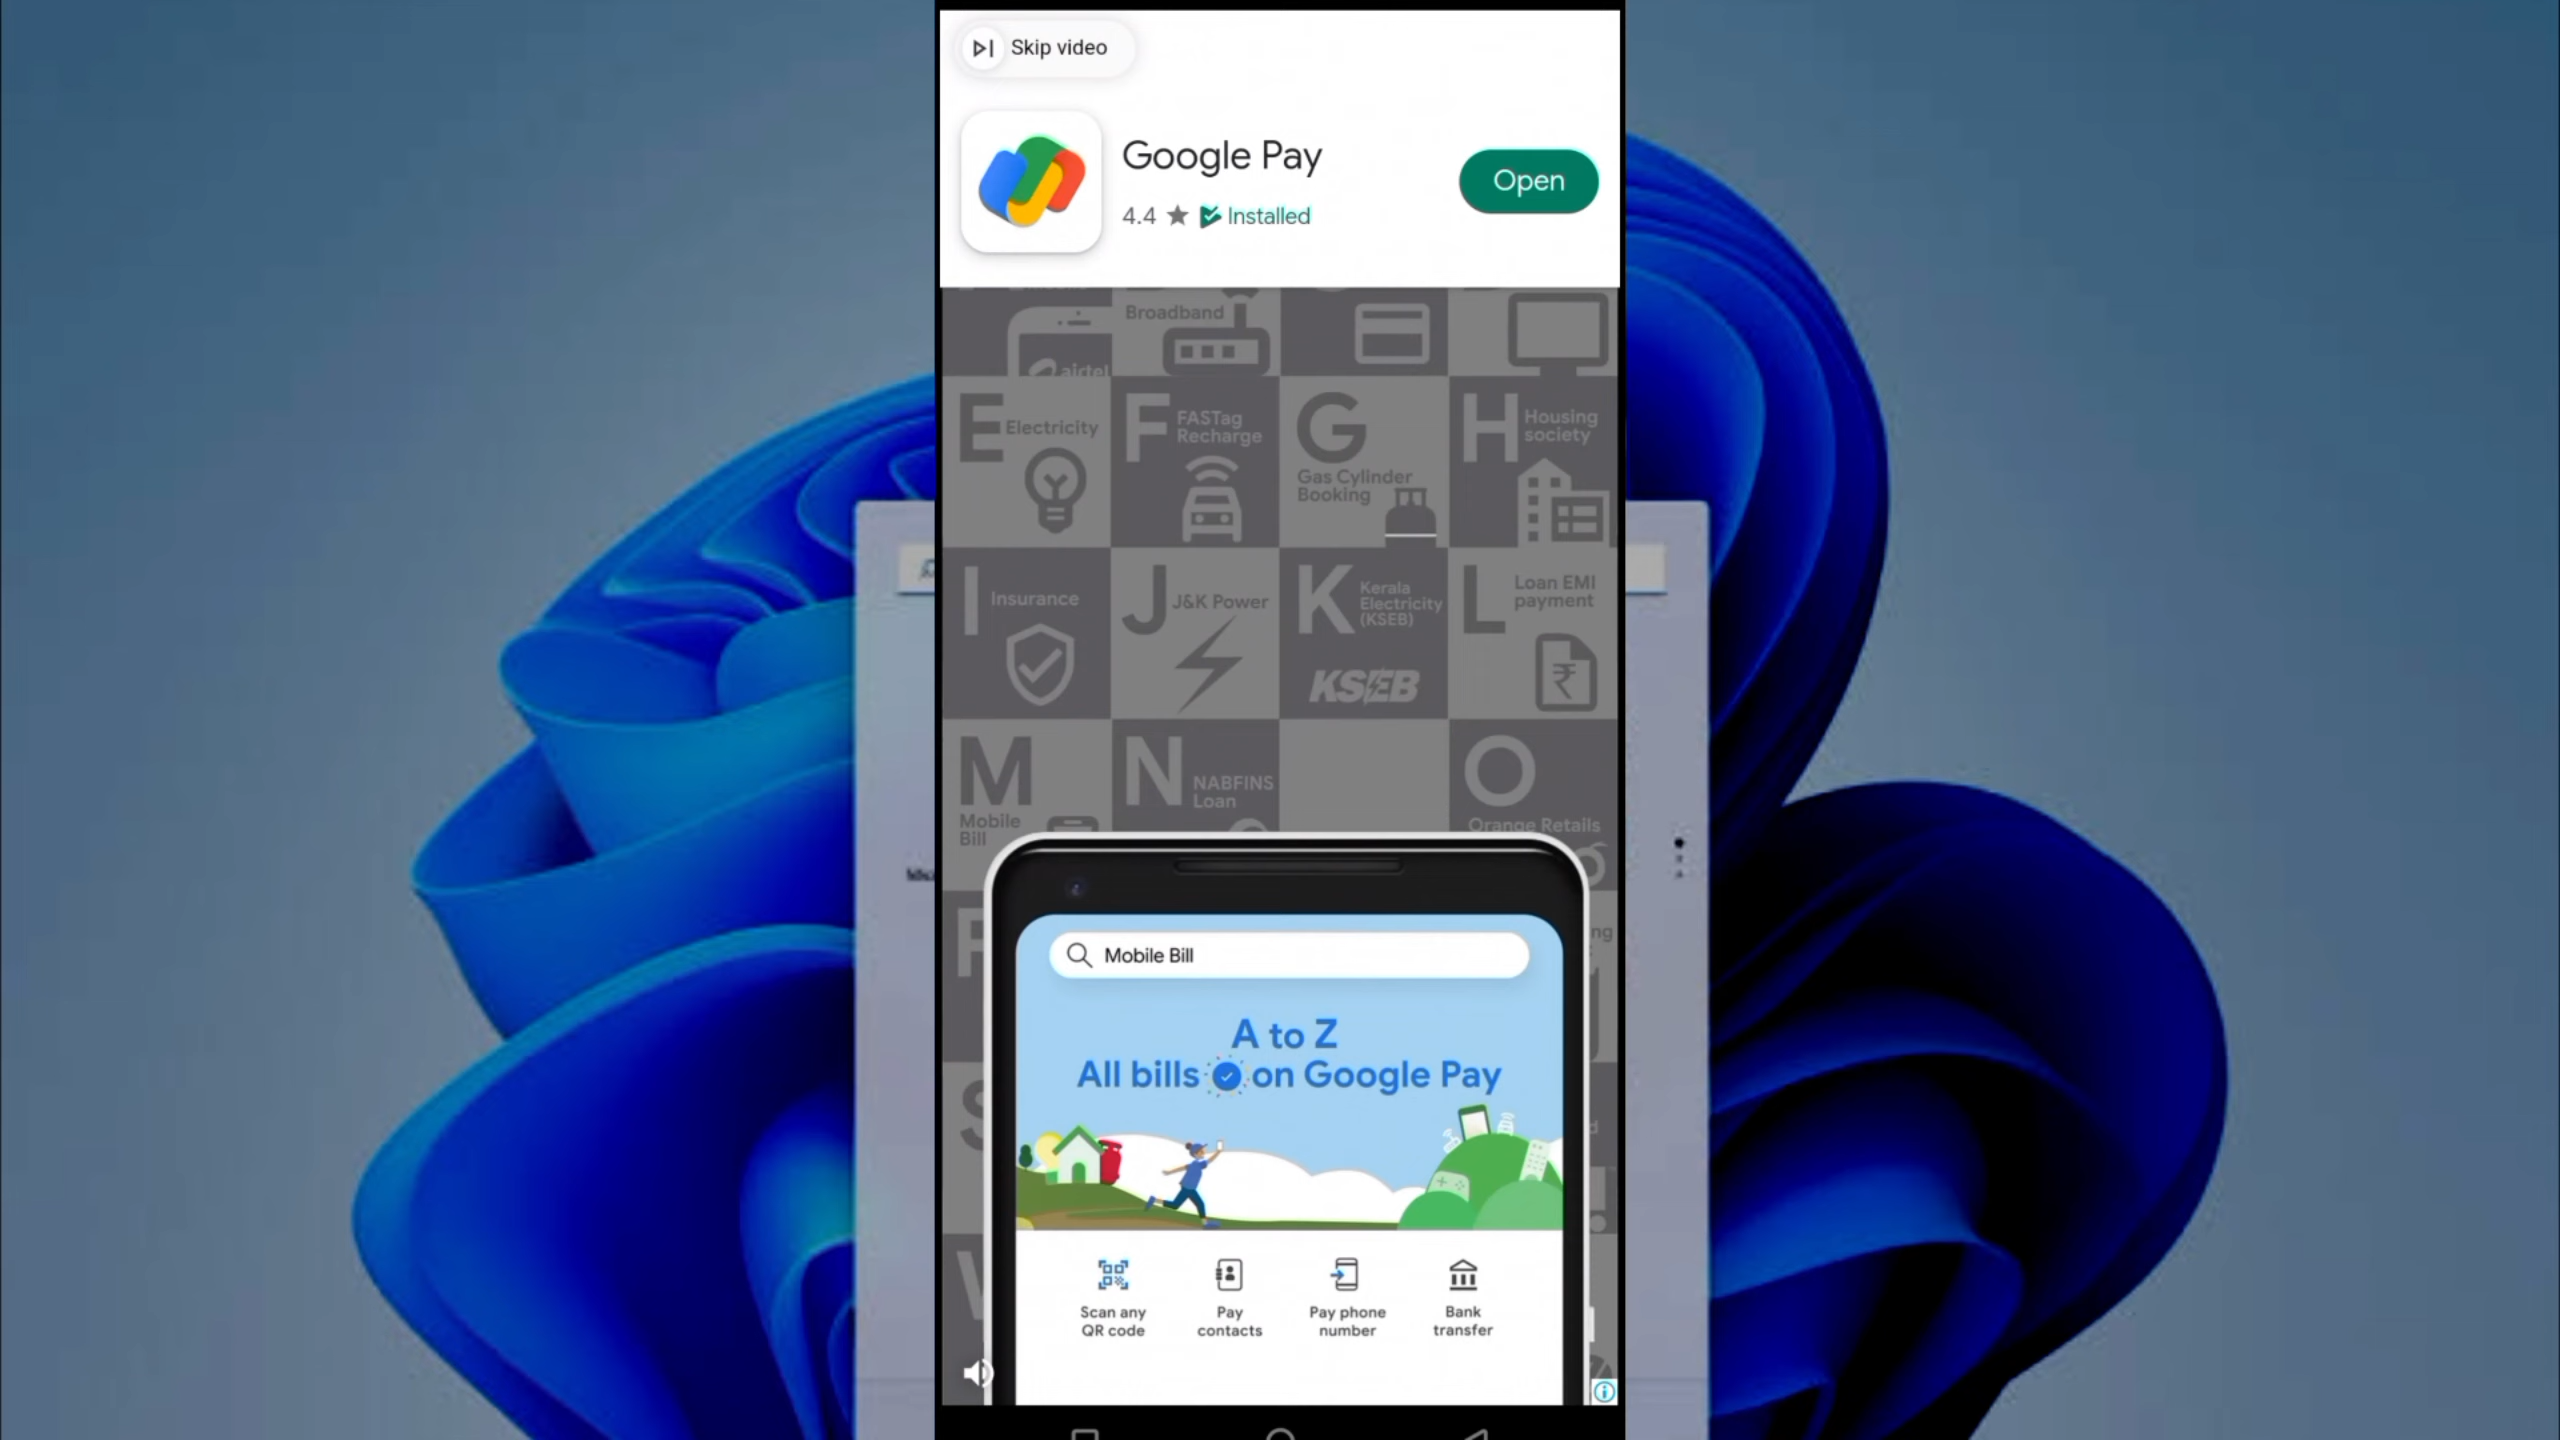 Skip video
Google Pay
4.4 ★ Installed
Open
airtel
Broadband
E Electricity
F FASTag
Recharge
G
Gas Cylinder
Booking
H Housing
society
I Insurance
J J&K Power
K Kerala
Electricity
(KSEB)
KSEB
L Loan EMI
payment
₹
M
Mobile
Bill
N NABFINS
Loan
O
Orange Retails
ng
S
Mobile Bill
A to Z
All bills on Google Pay
Scan any
QR code
Pay
contacts
Pay phone
number
Bank
transfer